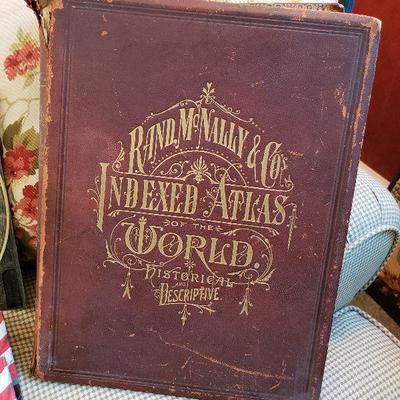 RAND, MCNALLY & CO'S
INDEXED ATLAS
OF THE
WORLD.
HISTORICAL
AND
DESCRIPTIVE.